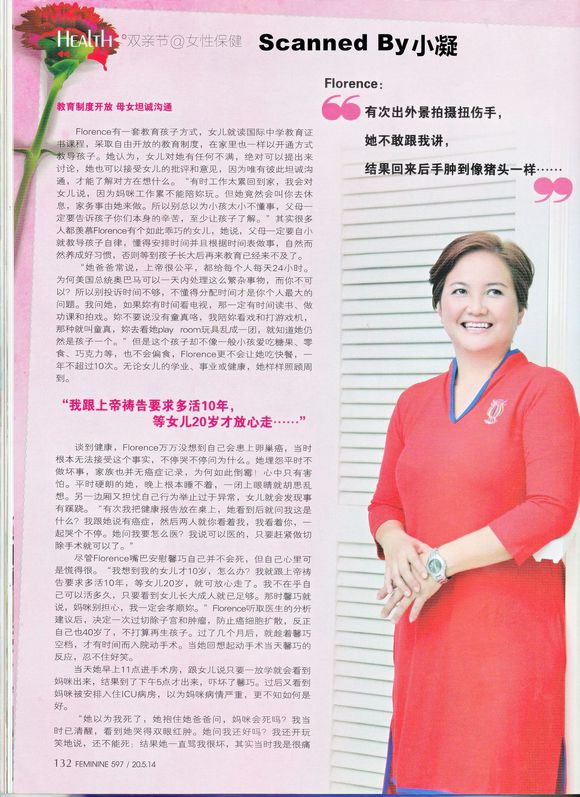 HEALTH °双亲节@女性保健
Scanned By小凝
Florence:
“
有次出外景拍摄扭伤手,
她不敢跟我讲,
结果回来后手肿到像猪头一样……
”
教育制度开放 母女坦诚沟通
Florence有一套教育孩子方式，女儿就读国际中学教育证
书课程，采取自由开放的教育制度，在家里也一样以开通方式
教导孩子。她认为，女儿对她有任何不满，绝对可以提出来
讨论，她也可以接受女儿的批评和意见，因为唯有彼此坦诚沟
通，才能了解对方在想什么。“有时工作太累回到家，我会对
女儿说，因为妈咪工作累不能陪妳玩。但她竟然会叫你去休
息，家务事由她来做。所以别总以为小孩太小不懂事，父母一
定要告诉孩子你们本身的辛苦，至少让孩子了解。”其实很多
人都羡慕Florence有个如此乖巧的女儿，她说，父母一定要自小
就教导孩子自律，懂得安排时间并且根据时间表做事，自然而
然养成好习惯，否则等到孩子长大后再来教育已经来不及了。
“她爸爸常说，上帝很公平，都给每个人每天24小时。
为何美国总统奥巴马可以一天内处理这么繁杂事物，而你不可
以？所以别投诉时间不够，不懂得分配时间才是你个人最大的
问题。我问她，如果妳有时间看电视，那一定有时间读书、做
功课和拍戏。妳不要说没有童真咯，我陪妳看戏和打游戏机，
那种就叫童真，妳去看她play room玩具乱成一团，就知道她仍
然是孩子一个。”但是这个孩子却不像一般小孩爱吃糖果、零
食、巧克力等，也不会偏食，Florence更不会让她吃快餐，一
年不超过10次。无论女儿的学业、事业或健康，她样样照顾周
到。
“我跟上帝祷告要求多活10年，
等女儿20岁才放心走……”
谈到健康，Florence万万没想到自己会患上卵巢癌，当时
根本无法接受这个事实，不停哭不停问为什么。她埋怨平时不
做坏事，家族也并无癌症记录，为何如此倒霉！心中只有害
怕。平时硬朗的她，晚上根本睡不着，一闭上眼睛就胡思乱
想。另一边厢又担忧自己行为举止过于异常，女儿就会发现事
有蹊跷。“有次我把健康报告放在桌上，她看到后就问我这是
什么？我跟她说有癌症，然后两人就你看着我，我看着你，一
起哭个不停。她问我要怎么医？我说可以医的，只要赶紧做切
除手术就可以了。”
尽管Florence嘴巴安慰馨巧自己并不会死，但自己心里可
是慌得很。“我想到我的女儿才10岁，怎么办？我就跟上帝祷
告要求多活10年，等女儿20岁，就可放心走了。我不在乎自
己可以活多久，只要看到女儿长大成人就已足够。那时馨巧就
说，妈咪别担心，我一定会孝顺妳。”Florence听取医生的分析
建议后，决定一次过切除子宫和肿瘤，防止癌细胞扩散，反正
自己也40岁了，不打算再生孩子。过了几个月后，就趁着馨巧
空档，才有时间而入院动手术。当她回想起动手术当天馨巧的
反应，忍不住好笑。
当天她早上11点进手术房，跟女儿说只要一放学就会看到
妈咪出来，结果到了下午5点才出来，吓坏了馨巧。过后又看到
妈咪被安排入住ICU病房，以为妈咪病情严重，更不知如何是
好。
“她以为我死了，她抱住她爸爸问，妈咪会死吗？我当
时已清醒，看到她哭得双眼红肿。她问我还好吗？我还开玩
笑地说，还不能死；结果她一直骂我很坏，其实当时我是很痛
132 FEMININE 597 / 20.5.14